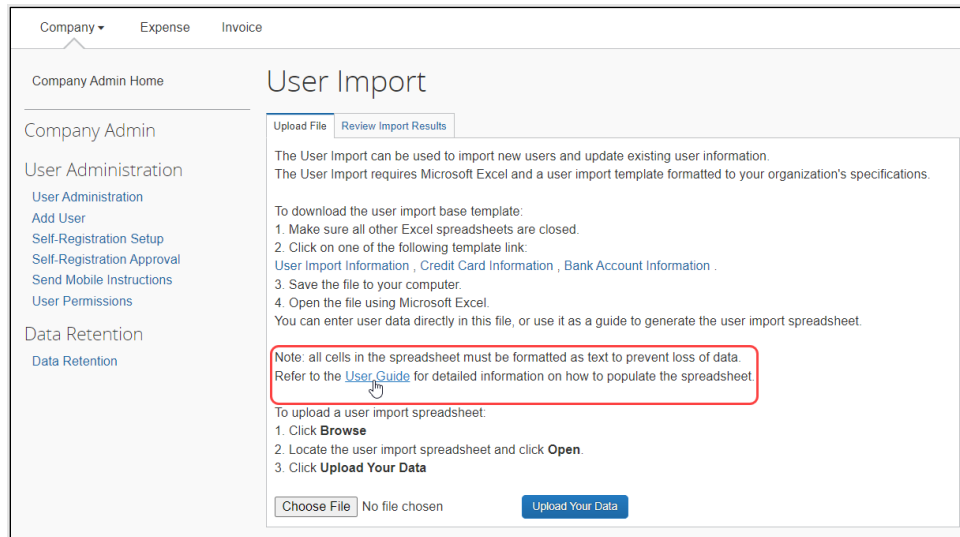 Company Expense Invoice
Company Admin Home
Company Admin
User Administration
User Administration
Add User
Self-Registration Setup
Self-Registration Approval
Send Mobile Instructions
User Permissions
Data Retention
Data Retention
User Import
Upload File Review Import Results
The User Import can be used to import new users and update existing user information.
The User Import requires Microsoft Excel and a user import template formatted to your organization's specifications.
To download the user import base template:
1. Make sure all other Excel spreadsheets are closed.
2. Click on one of the following template link:
User Import Information , Credit Card Information , Bank Account Information .
3. Save the file to your computer.
4. Open the file using Microsoft Excel.
You can enter user data directly in this file, or use it as a guide to generate the user import spreadsheet.
Note: all cells in the spreadsheet must be formatted as text to prevent loss of data.
Refer to the User Guide for detailed information on how to populate the spreadsheet.
To upload a user import spreadsheet:
1. Click Browse
2. Locate the user import spreadsheet and click Open.
3. Click Upload Your Data
Choose File No file chosen Upload Your Data